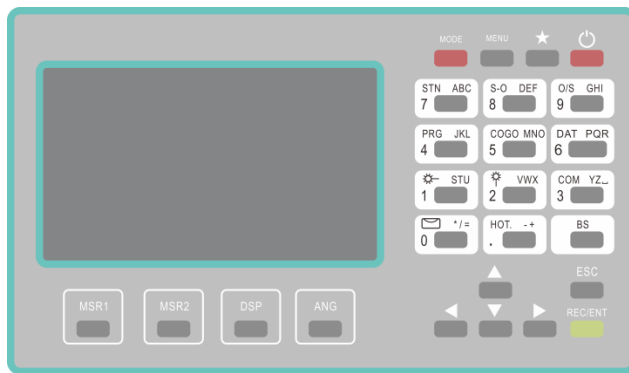 MODE MENU
STN ABC S-O DEF O/S GHI
7 8 9
PRG JKL COGO MNO DAT PQR
4 5 6
STU VWX COM YZ_
1 2 3
* / = HOT. - + BS
0 .
ESC
MSR1 MSR2 DSP ANG REC/ENT